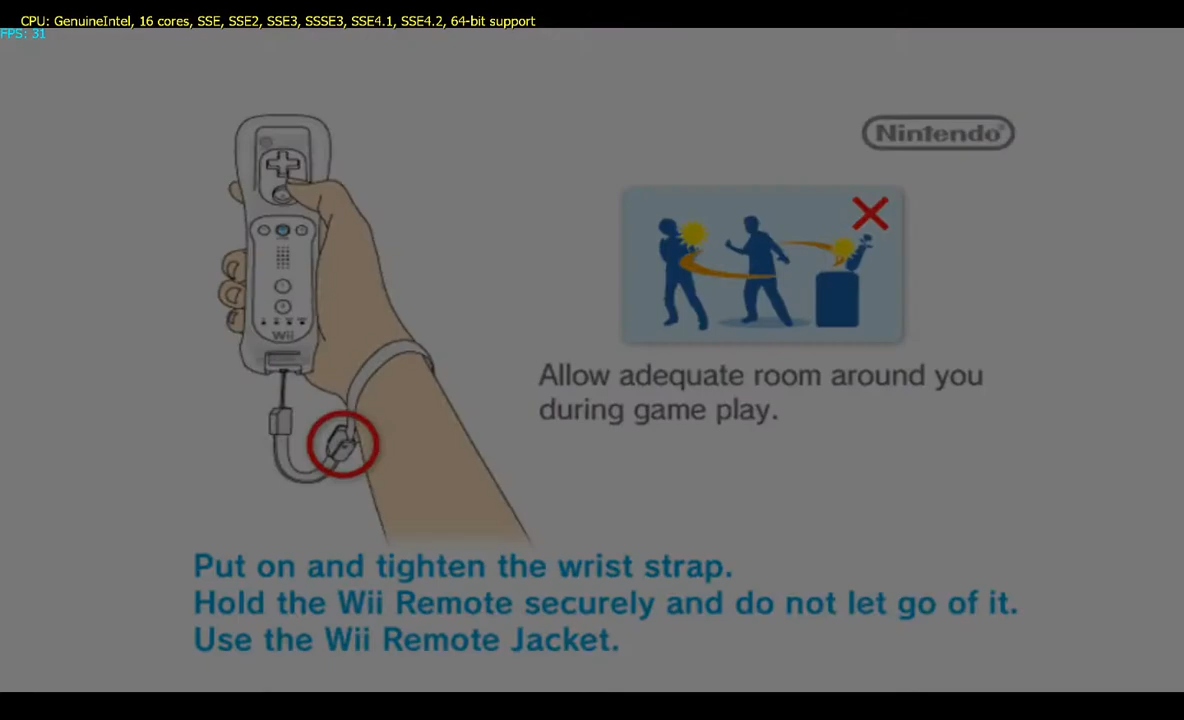 CPU: GenuineIntel, 16 cores, SSE, SSE2, SSE3, SSSE3, SSE4.1, SSE4.2, 64-bit support
FPS: 31
Nintendo®
Wii
Allow adequate room around you
during game play.
Put on and tighten the wrist strap.
Hold the Wii Remote securely and do not let go of it.
Use the Wii Remote Jacket.